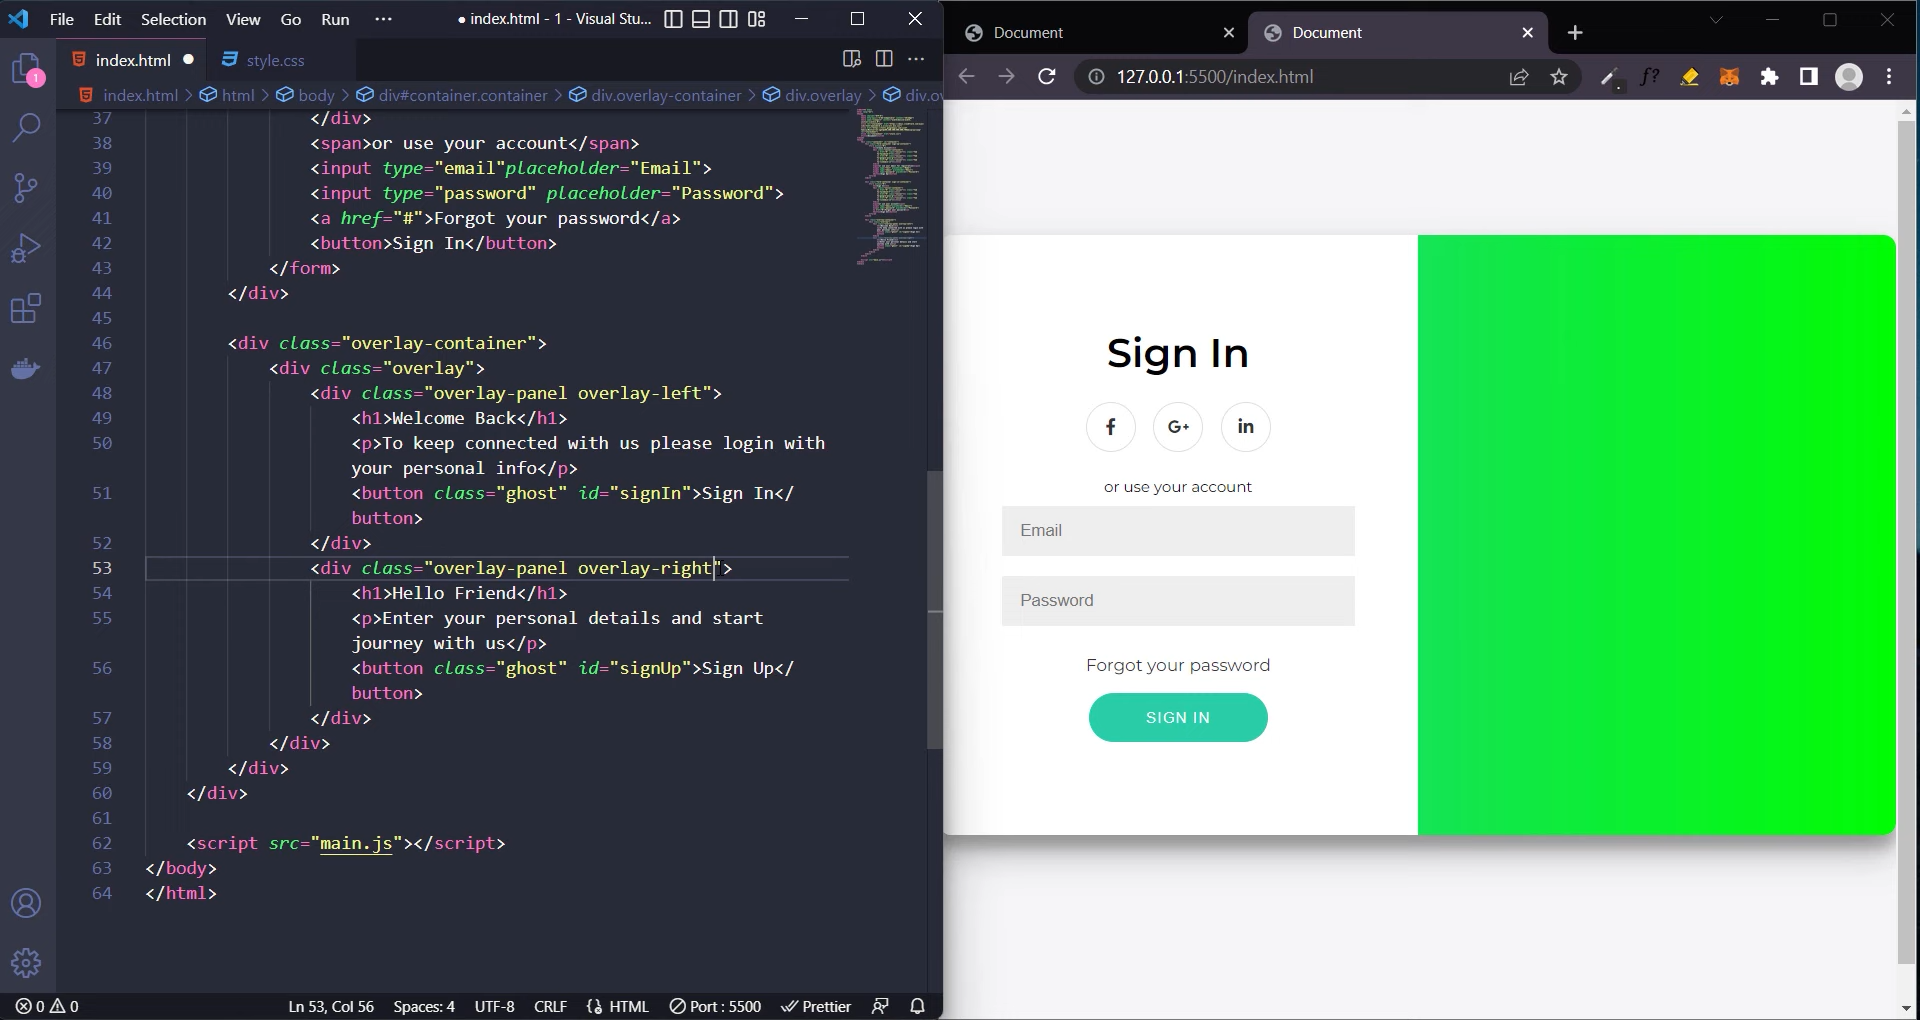 File Edit Selection View Go Run ··· ● index.html - 1 - Visual Stu...
index.html ● style.css
index.html > html > body > div#container.container > div.overlay-container > div.overlay > div.ov
37 </div>
38 <span>or use your account</span>
39 <input type="email"placeholder="Email">
40 <input type="password" placeholder="Password">
41 <a href="#">Forgot your password</a>
42 <button>Sign In</button>
43 </form>
44 </div>
45
46 <div class="overlay-container">
47 <div class="overlay">
48 <div class="overlay-panel overlay-left">
49 <h1>Welcome Back</h1>
50 <p>To keep connected with us please login with
your personal info</p>
51 <button class="ghost" id="signIn">Sign In</
button>
52 </div>
53 <div class="overlay-panel overlay-right">
54 <h1>Hello Friend</h1>
55 <p>Enter your personal details and start
journey with us</p>
56 <button class="ghost" id="signUp">Sign Up</
button>
57 </div>
58 </div>
59 </div>
60 </div>
61
62 <script src="main.js"></script>
63 </body>
64 </html>
1
0 0 Ln 53, Col 56 Spaces: 4 UTF-8 CRLF {} HTML Port : 5500 Prettier
Document Document
127.0.0.1:5500/index.html f?
Sign In
f G+ in
or use your account
Email
Password
Forgot your password
SIGN IN